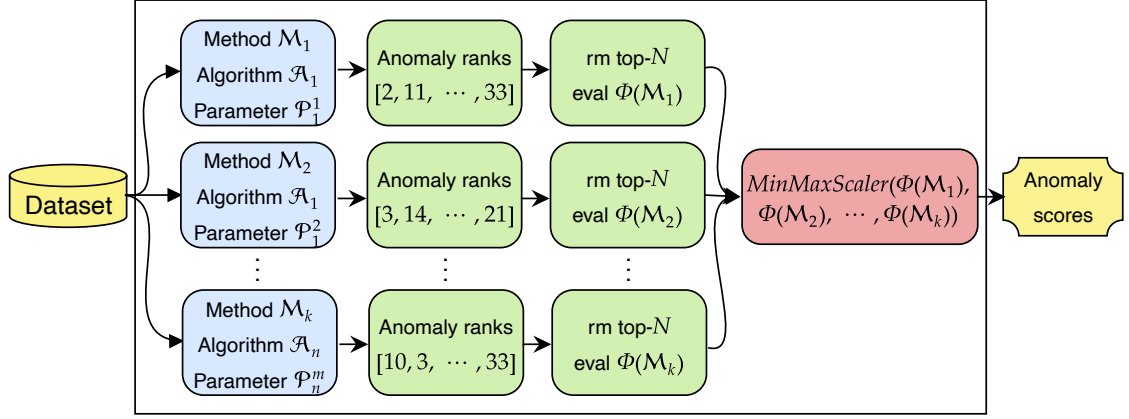 Dataset
Method ℳ₁
Algorithm 𝒜₁
Parameter 𝒫₁¹
Anomaly ranks
[2, 11, ⋯ , 33]
rm top-N
eval Φ(ℳ₁)
Method ℳ₂
Algorithm 𝒜₁
Parameter 𝒫₁²
Anomaly ranks
[3, 14, ⋯ , 21]
rm top-N
eval Φ(ℳ₂)
⋮ ⋮ ⋮
Method ℳₖ
Algorithm 𝒜ₙ
Parameter 𝒫ₙᵐ
Anomaly ranks
[10, 3, ⋯ , 33]
rm top-N
eval Φ(ℳₖ)
MinMaxScaler(Φ(ℳ₁),
Φ(ℳ₂), ⋯ , Φ(ℳₖ))
Anomaly
scores